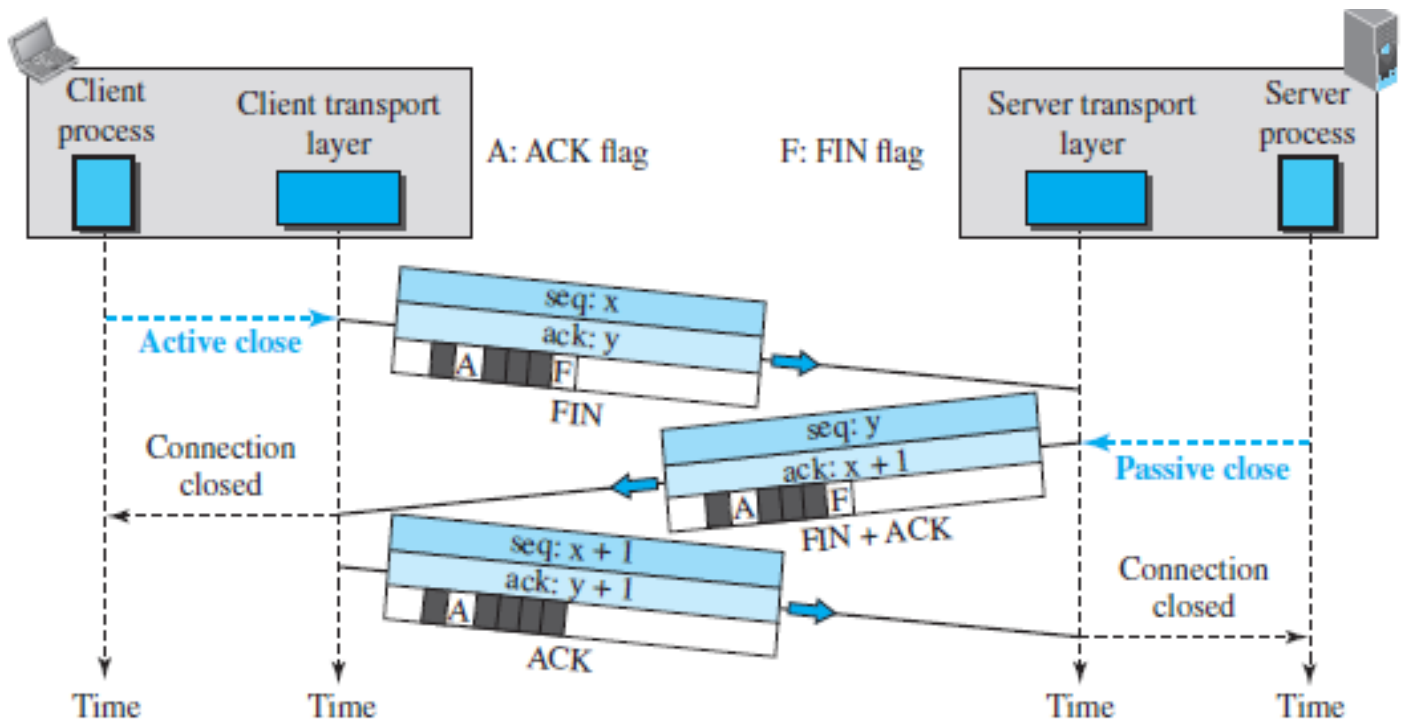 Client
process
Client transport
layer
A: ACK flag
F: FIN flag
Server transport
layer
Server
process
Active close
seq: x
ack: y
A
F
FIN
Passive close
seq: y
ack: x + 1
A
F
FIN + ACK
Connection
closed
seq: x + 1
ack: y + 1
A
ACK
Connection
closed
Time
Time
Time
Time